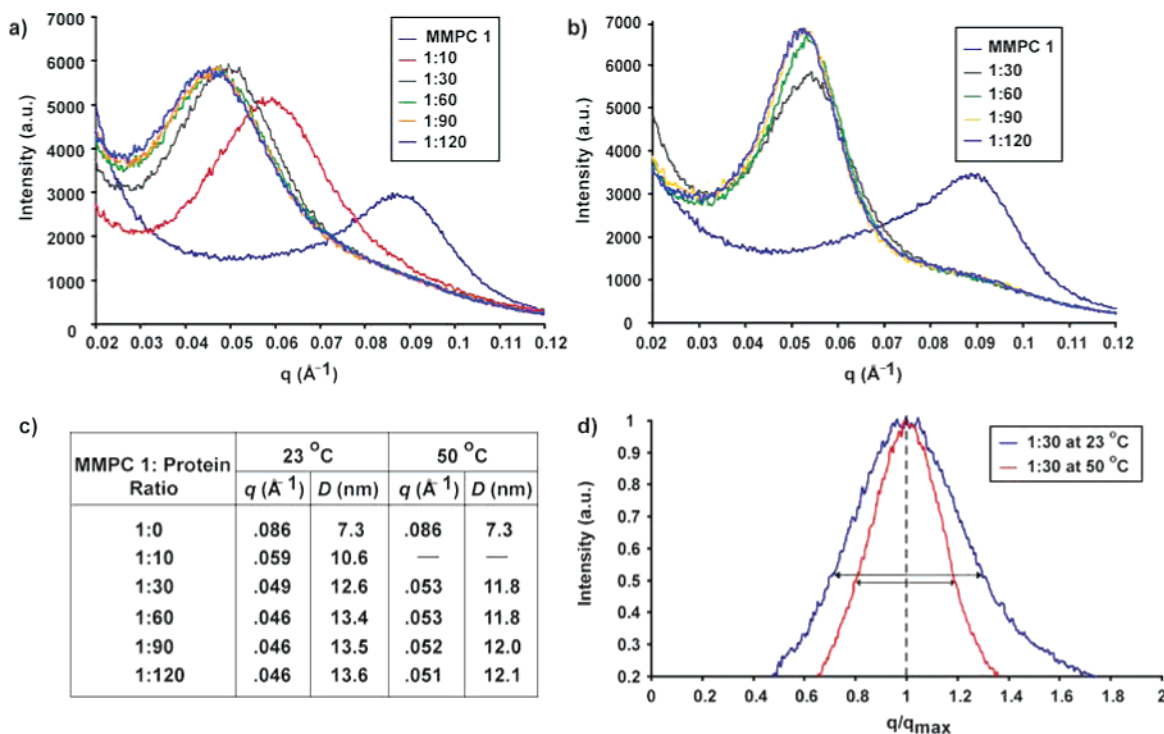 a)
7000
6000
5000
4000
3000
2000
1000
0
Intensity (a.u.)
0.02 0.03 0.04 0.05 0.06 0.07 0.08 0.09 0.1 0.11 0.12
q (Å⁻¹)
MMPC 1
1:10
1:30
1:60
1:90
1:120
b)
7000
6000
5000
4000
3000
2000
1000
0
Intensity (a.u.)
0.02 0.03 0.04 0.05 0.06 0.07 0.08 0.09 0.1 0.11 0.12
q (Å⁻¹)
MMPC 1
1:30
1:60
1:90
1:120
c)
MMPC 1: Protein Ratio 23 °C 50 °C
q (Å⁻¹) D (nm) q (Å⁻¹) D (nm)
1:0 .086 7.3 .086 7.3
1:10 .059 10.6 — —
1:30 .049 12.6 .053 11.8
1:60 .046 13.4 .053 11.8
1:90 .046 13.5 .052 12.0
1:120 .046 13.6 .051 12.1
d)
1
0.9
0.8
0.7
0.6
0.5
0.4
0.3
0.2
Intensity (a.u.)
0 0.4 0.8 1 1.2 1.6 2
q/qmax
1:30 at 23 °C
1:30 at 50 °C